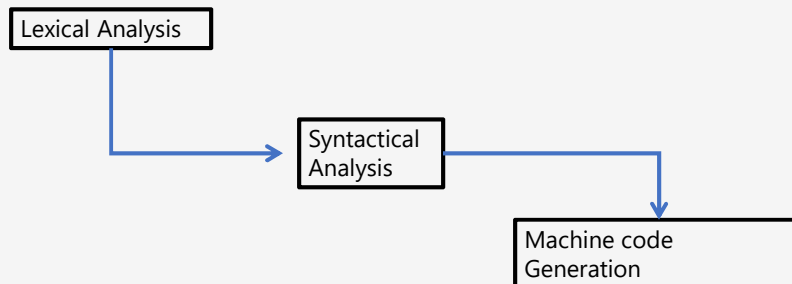 Lexical Analysis
Syntactical
Analysis
Machine code
Generation